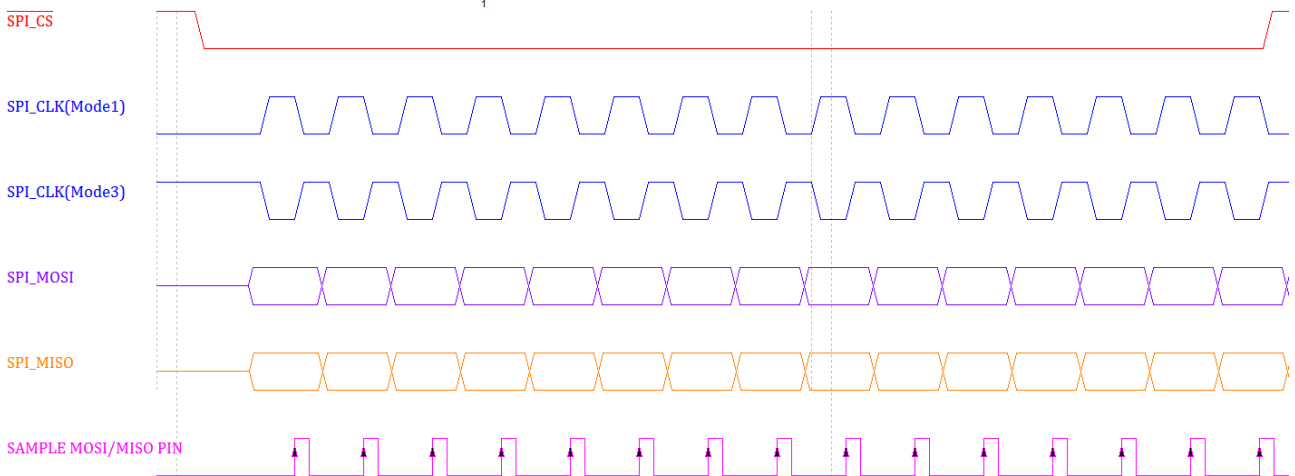 1
SPI_CS
SPI_CLK(Mode1)
SPI_CLK(Mode3)
SPI_MOSI
SPI_MISO
SAMPLE MOSI/MISO PIN